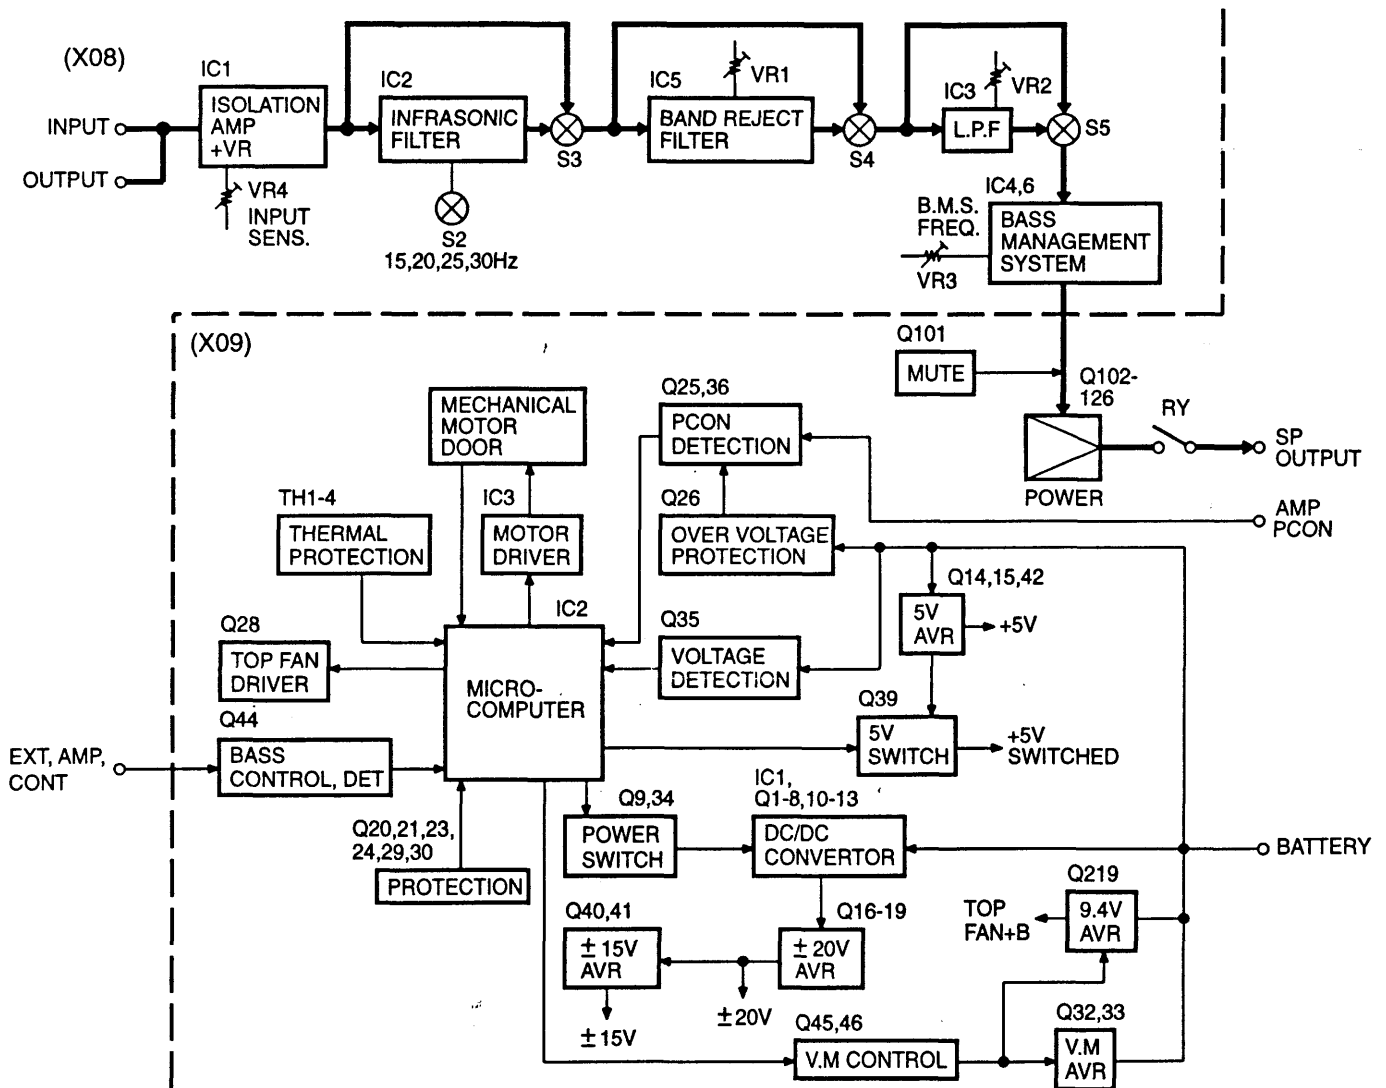 (X08)
IC1
ISOLATION
AMP
+VR
INPUT
OUTPUT
VR4
INPUT
SENS.
IC2
INFRASONIC
FILTER
S2
15,20,25,30Hz
S3
IC5
VR1
BAND REJECT
FILTER
S4
IC3
VR2
L.P.F
S5
IC4,6
B.M.S.
FREQ.
BASS
MANAGEMENT
SYSTEM
VR3
(X09)
Q101
MUTE
Q102-
126
POWER
RY
SP
OUTPUT
AMP
PCON
MECHANICAL
MOTOR
DOOR
Q25,36
PCON
DETECTION
TH1-4
THERMAL
PROTECTION
IC3
MOTOR
DRIVER
Q26
OVER VOLTAGE
PROTECTION
Q14,15,42
5V
AVR
+5V
IC2
MICRO-
COMPUTER
Q28
TOP FAN
DRIVER
Q35
VOLTAGE
DETECTION
Q39
5V
SWITCH
+5V
SWITCHED
Q44
BASS
CONTROL, DET
EXT, AMP,
CONT
Q20,21,23,
24,29,30
PROTECTION
Q9,34
POWER
SWITCH
IC1,
Q1-8,10-13
DC/DC
CONVERTOR
BATTERY
Q40,41
±15V
AVR
±15V
Q16-19
±20V
AVR
±20V
TOP
FAN+B
Q219
9.4V
AVR
Q45,46
V.M CONTROL
Q32,33
V.M
AVR